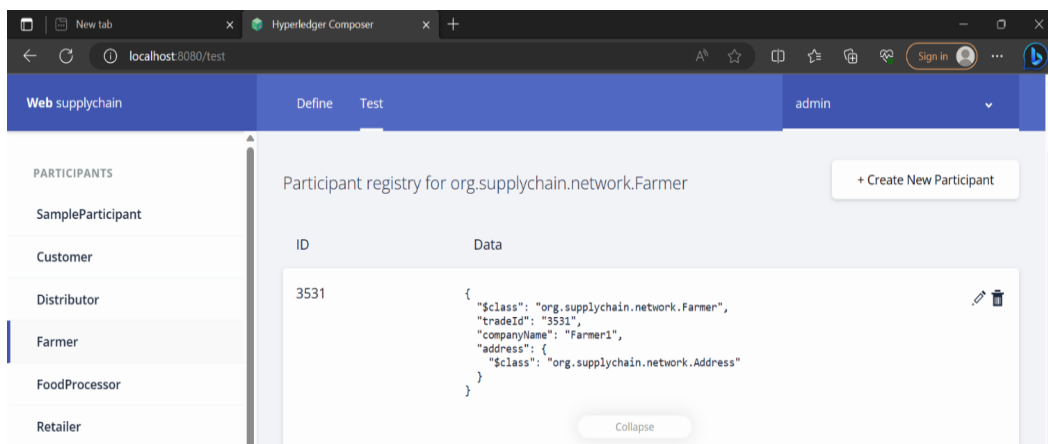 New tab
Hyperledger Composer
localhost:8080/test
Sign in
Web supplychain
Define
Test
admin
PARTICIPANTS
SampleParticipant
Customer
Distributor
Farmer
FoodProcessor
Retailer
Participant registry for org.supplychain.network.Farmer
+ Create New Participant
ID
Data
3531
{
"$class": "org.supplychain.network.Farmer",
"tradeId": "3531",
"companyName": "Farmer1",
"address": {
"$class": "org.supplychain.network.Address"
}
}
Collapse